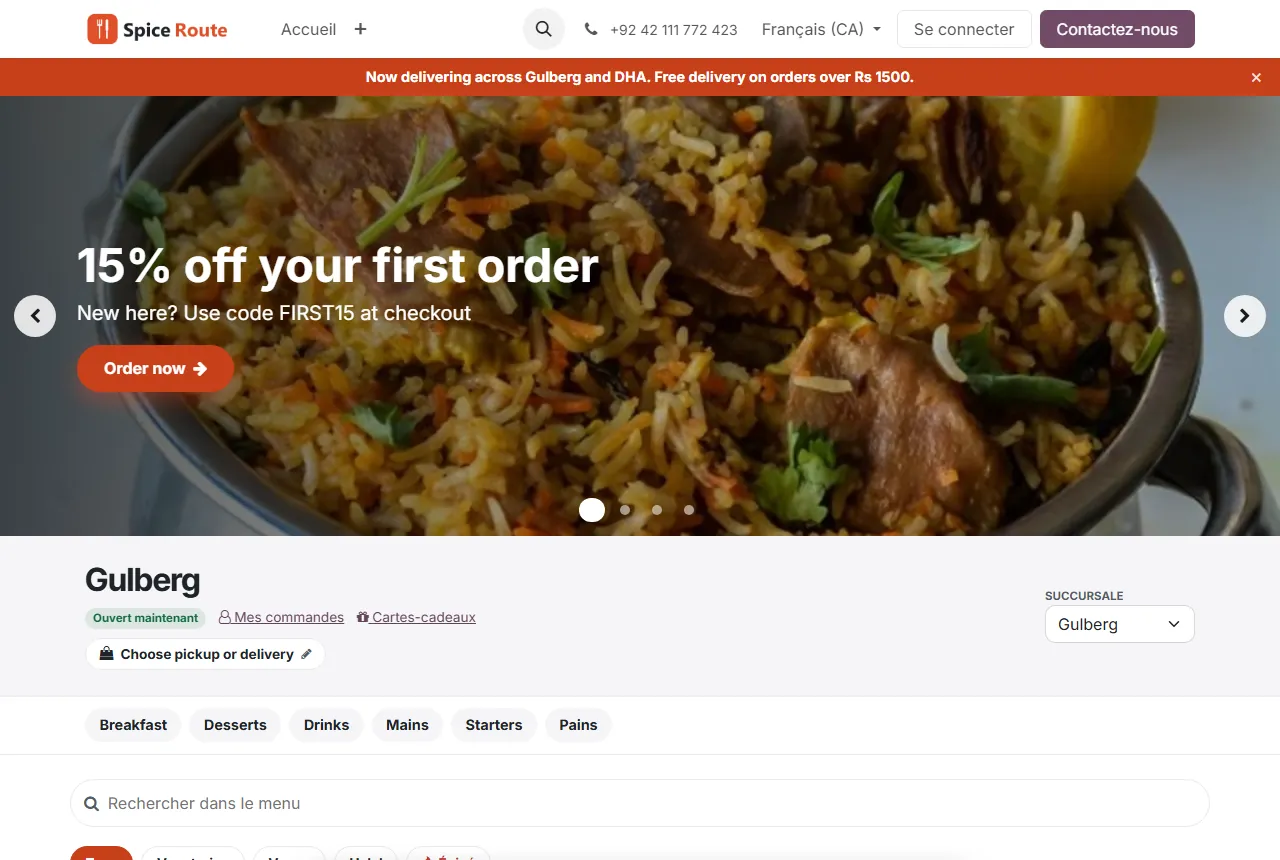 Spice Route
Accueil
+92 42 111 772 423
Français (CA)
Se connecter
Contactez-nous
Now delivering across Gulberg and DHA. Free delivery on orders over Rs 1500.
15% off your first order
New here? Use code FIRST15 at checkout
Order now
Gulberg
Ouvert maintenant
Mes commandes
Cartes-cadeaux
Choose pickup or delivery
SUCCURSALE
Gulberg
Breakfast
Desserts
Drinks
Mains
Starters
Pains
Rechercher dans le menu